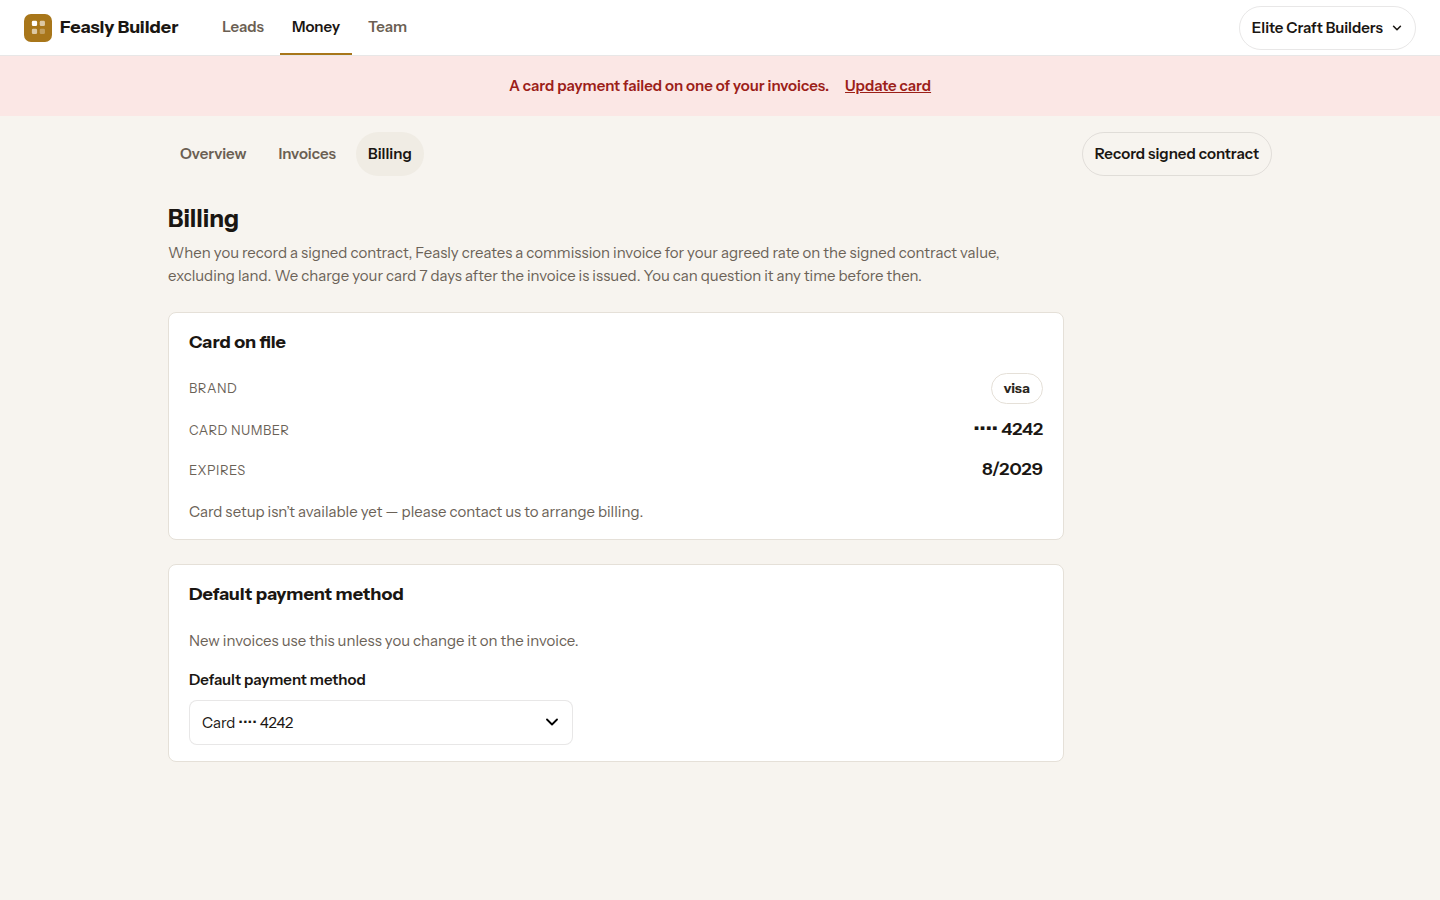 Feasly Builder
Leads
Money
Team
Elite Craft Builders
A card payment failed on one of your invoices. Update card
Overview
Invoices
Billing
Record signed contract
Billing
When you record a signed contract, Feasly creates a commission invoice for your agreed rate on the signed contract value,
excluding land. We charge your card 7 days after the invoice is issued. You can question it any time before then.
Card on file
BRAND
visa
CARD NUMBER
•••• 4242
EXPIRES
8/2029
Card setup isn't available yet — please contact us to arrange billing.
Default payment method
New invoices use this unless you change it on the invoice.
Default payment method
Card •••• 4242